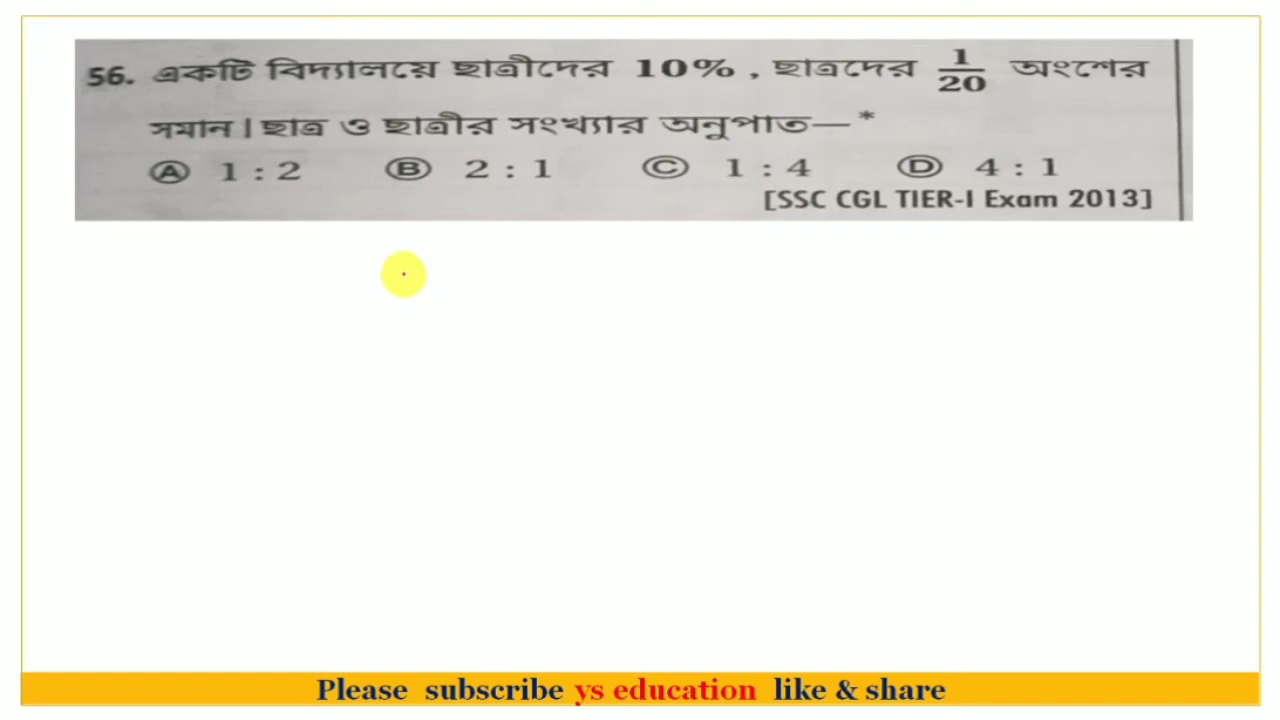 56. একটি বিদ্যালয়ে ছাত্রীদের 10% , ছাত্রদের 1/20 অংশের
সমান। ছাত্র ও ছাত্রীর সংখ্যার অনুপাত— *
Ⓐ 1 : 2 Ⓑ 2 : 1 Ⓒ 1 : 4 Ⓓ 4 : 1
[SSC CGL TIER-I Exam 2013]
Please subscribe ys education like & share